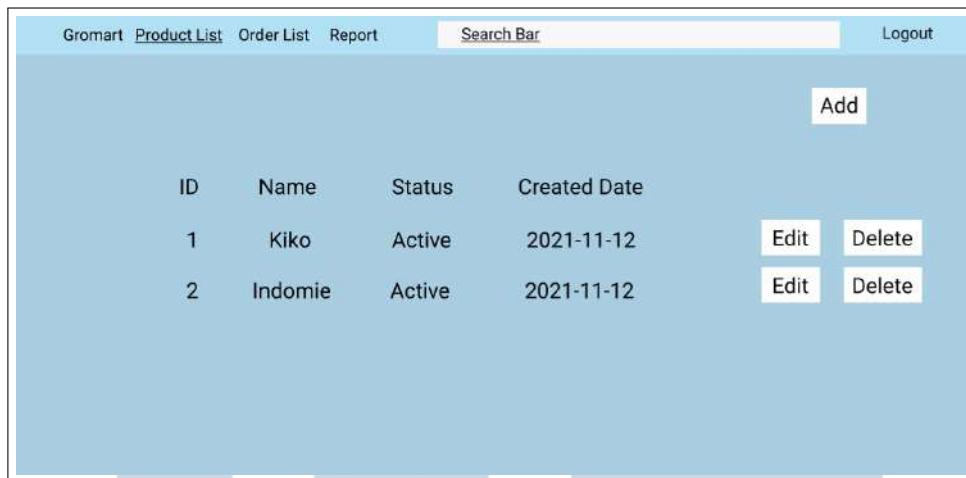 Gromart Product List Order List Report Search Bar Logout
Add
ID Name Status Created Date
1 Kiko Active 2021-11-12 Edit Delete
2 Indomie Active 2021-11-12 Edit Delete